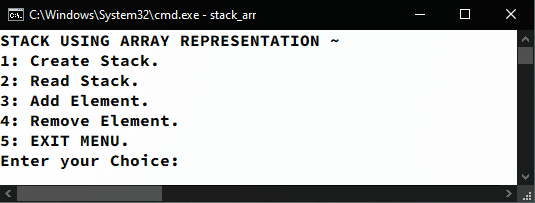 C:\Windows\System32\cmd.exe - stack_arr
STACK USING ARRAY REPRESENTATION ~
1: Create Stack.
2: Read Stack.
3: Add Element.
4: Remove Element.
5: EXIT MENU.
Enter your Choice: